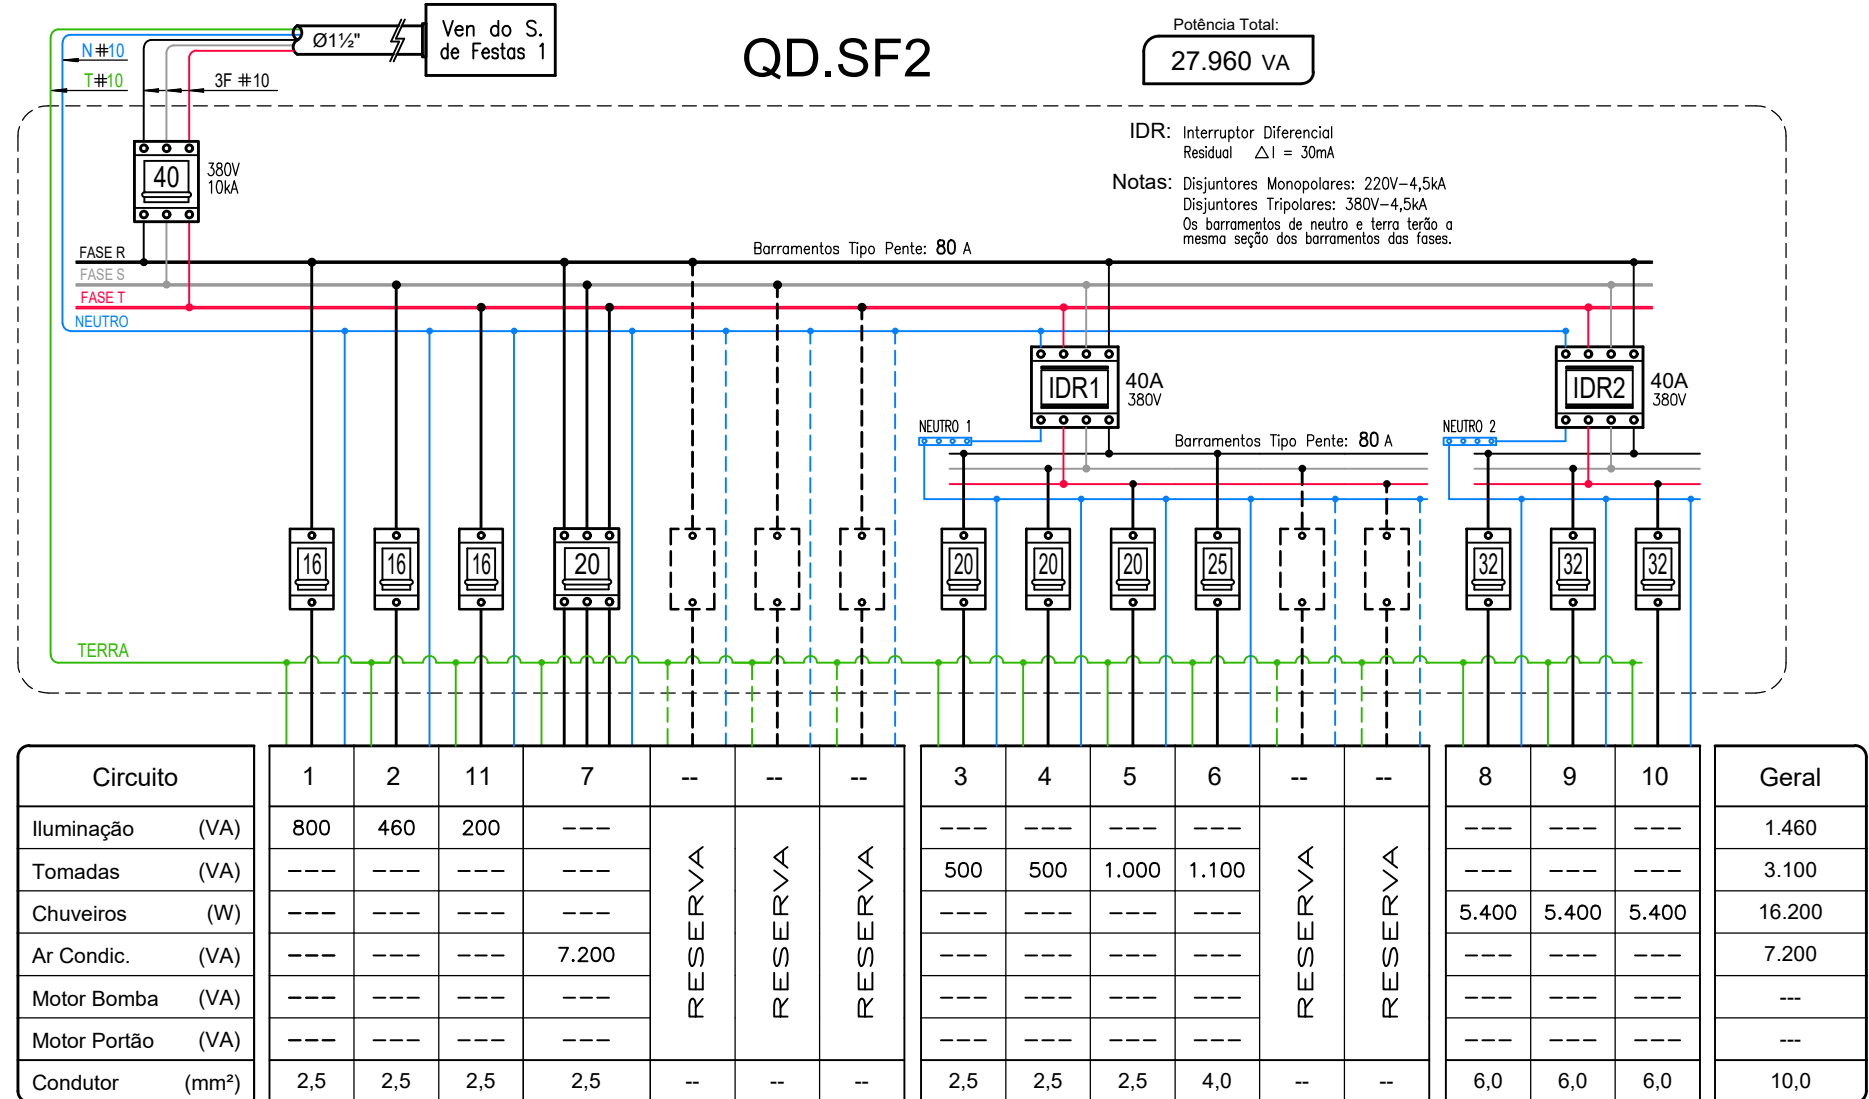 Ven do S.
de Festas 1
Ø1½"
N#10
T#10
3F #10
QD.SF2
Potência Total:
27.960 VA
IDR: Interruptor Diferencial
Residual △I = 30mA
Notas: Disjuntores Monopolares: 220V-4,5kA
Disjuntores Tripolares: 380V-4,5kA
Os barramentos de neutro e terra terão a
mesma seção dos barramentos das fases.
40
380V
10kA
FASE R
FASE S
FASE T
NEUTRO
Barramentos Tipo Pente: 80 A
IDR1
40A
380V
IDR2
40A
380V
NEUTRO 1
Barramentos Tipo Pente: 80 A
NEUTRO 2
16 16 16 20 20 20 20 25 32 32 32
TERRA
Circuito 1 2 11 7 -- -- -- 3 4 5 6 -- -- 8 9 10 Geral
Iluminação (VA) 800 460 200 --- --- --- --- --- --- --- --- 1.460
Tomadas (VA) --- --- --- --- 500 500 1.000 1.100 --- --- --- 3.100
Chuveiros (W) --- --- --- --- --- --- --- --- 5.400 5.400 5.400 16.200
Ar Condic. (VA) --- --- --- 7.200 --- --- --- --- --- --- --- 7.200
Motor Bomba (VA) --- --- --- --- --- --- --- --- --- --- --- ---
Motor Portão (VA) --- --- --- --- --- --- --- --- --- --- --- ---
RESERVA
RESERVA
RESERVA
RESERVA
RESERVA
Condutor (mm²) 2,5 2,5 2,5 2,5 -- -- -- 2,5 2,5 2,5 4,0 -- -- 6,0 6,0 6,0 10,0